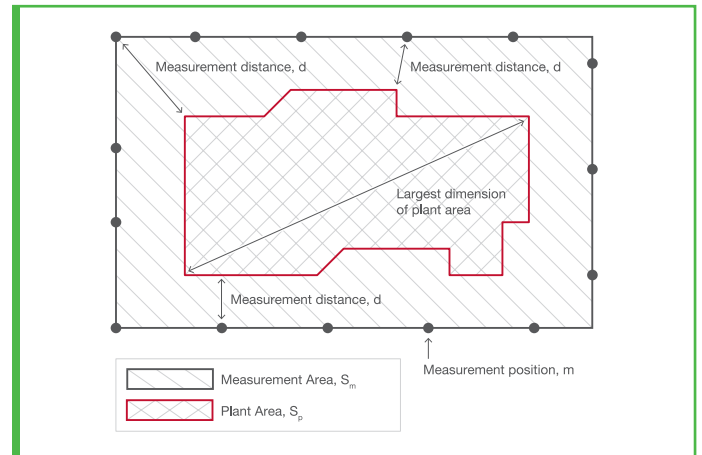 Measurement distance, d
Measurement distance, d
Largest dimension
of plant area
Measurement distance, d
Measurement position, m
Measurement Area, Sm
Plant Area, Sp